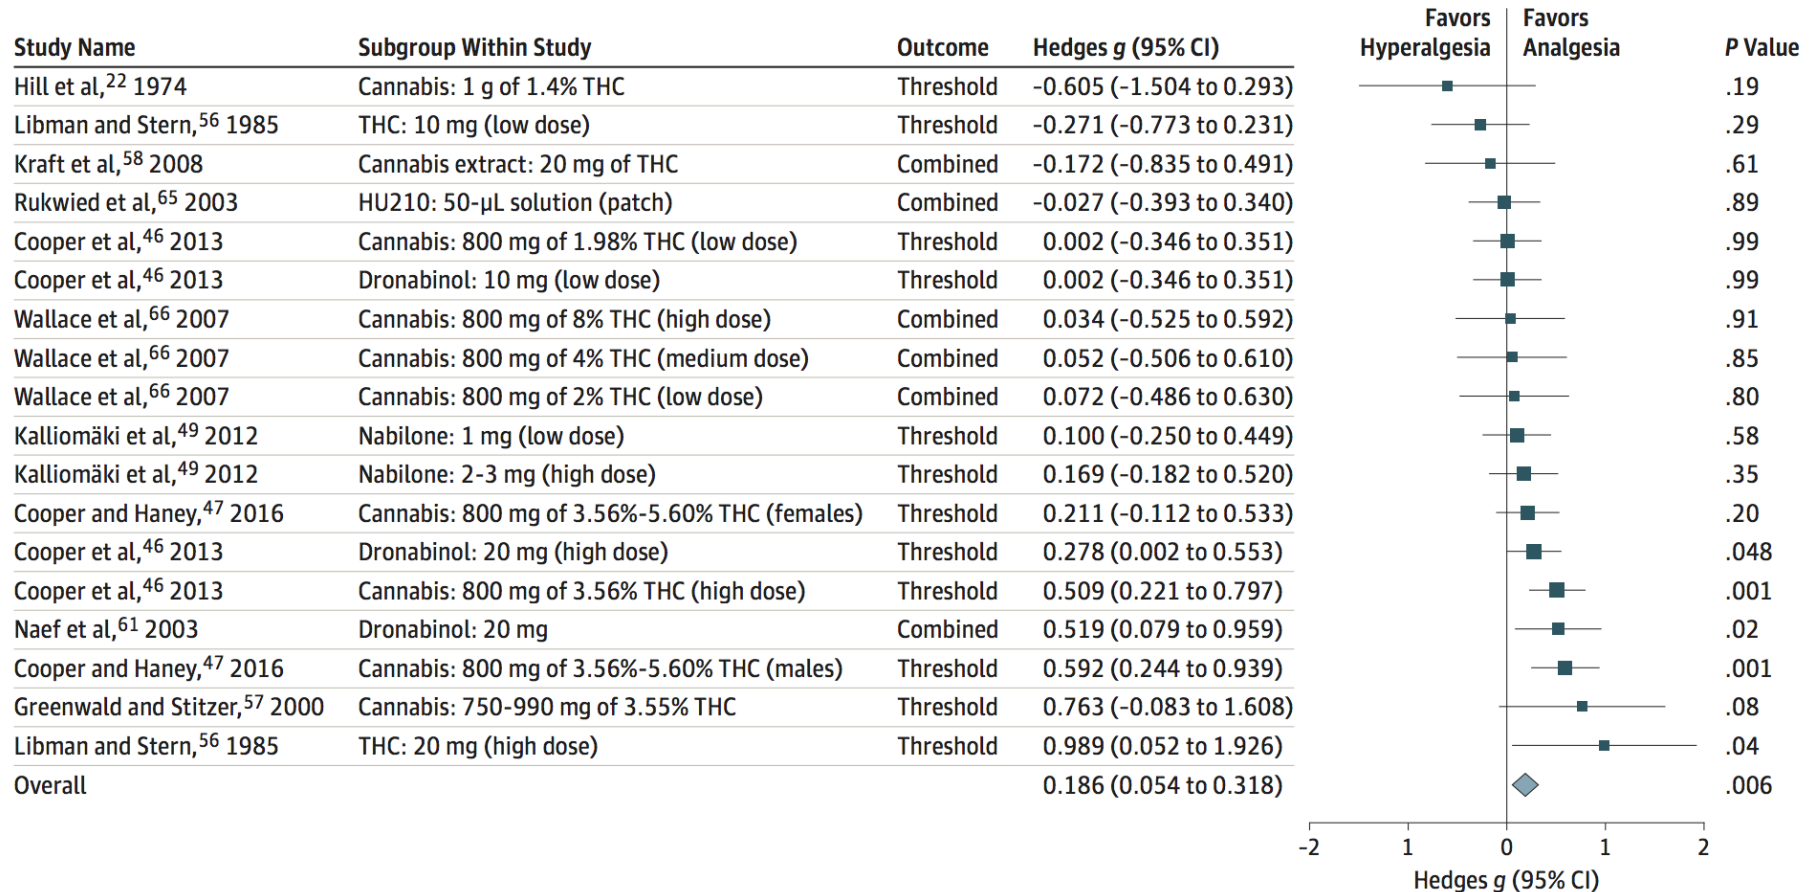 Favors Hyperalgesia Favors Analgesia
Study Name Subgroup Within Study Outcome Hedges g (95% CI) P Value
Hill et al,22 1974 Cannabis: 1 g of 1.4% THC Threshold -0.605 (-1.504 to 0.293) .19
Libman and Stern,56 1985 THC: 10 mg (low dose) Threshold -0.271 (-0.773 to 0.231) .29
Kraft et al,58 2008 Cannabis extract: 20 mg of THC Combined -0.172 (-0.835 to 0.491) .61
Rukwied et al,65 2003 HU210: 50-μL solution (patch) Combined -0.027 (-0.393 to 0.340) .89
Cooper et al,46 2013 Cannabis: 800 mg of 1.98% THC (low dose) Threshold 0.002 (-0.346 to 0.351) .99
Cooper et al,46 2013 Dronabinol: 10 mg (low dose) Threshold 0.002 (-0.346 to 0.351) .99
Wallace et al,66 2007 Cannabis: 800 mg of 8% THC (high dose) Combined 0.034 (-0.525 to 0.592) .91
Wallace et al,66 2007 Cannabis: 800 mg of 4% THC (medium dose) Combined 0.052 (-0.506 to 0.610) .85
Wallace et al,66 2007 Cannabis: 800 mg of 2% THC (low dose) Combined 0.072 (-0.486 to 0.630) .80
Kalliomäki et al,49 2012 Nabilone: 1 mg (low dose) Threshold 0.100 (-0.250 to 0.449) .58
Kalliomäki et al,49 2012 Nabilone: 2-3 mg (high dose) Threshold 0.169 (-0.182 to 0.520) .35
Cooper and Haney,47 2016 Cannabis: 800 mg of 3.56%-5.60% THC (females) Threshold 0.211 (-0.112 to 0.533) .20
Cooper et al,46 2013 Dronabinol: 20 mg (high dose) Threshold 0.278 (0.002 to 0.553) .048
Cooper et al,46 2013 Cannabis: 800 mg of 3.56% THC (high dose) Threshold 0.509 (0.221 to 0.797) .001
Naef et al,61 2003 Dronabinol: 20 mg Combined 0.519 (0.079 to 0.959) .02
Cooper and Haney,47 2016 Cannabis: 800 mg of 3.56%-5.60% THC (males) Threshold 0.592 (0.244 to 0.939) .001
Greenwald and Stitzer,57 2000 Cannabis: 750-990 mg of 3.55% THC Threshold 0.763 (-0.083 to 1.608) .08
Libman and Stern,56 1985 THC: 20 mg (high dose) Threshold 0.989 (0.052 to 1.926) .04
Overall 0.186 (0.054 to 0.318) .006
-2 1 0 1 2
Hedges g (95% CI)